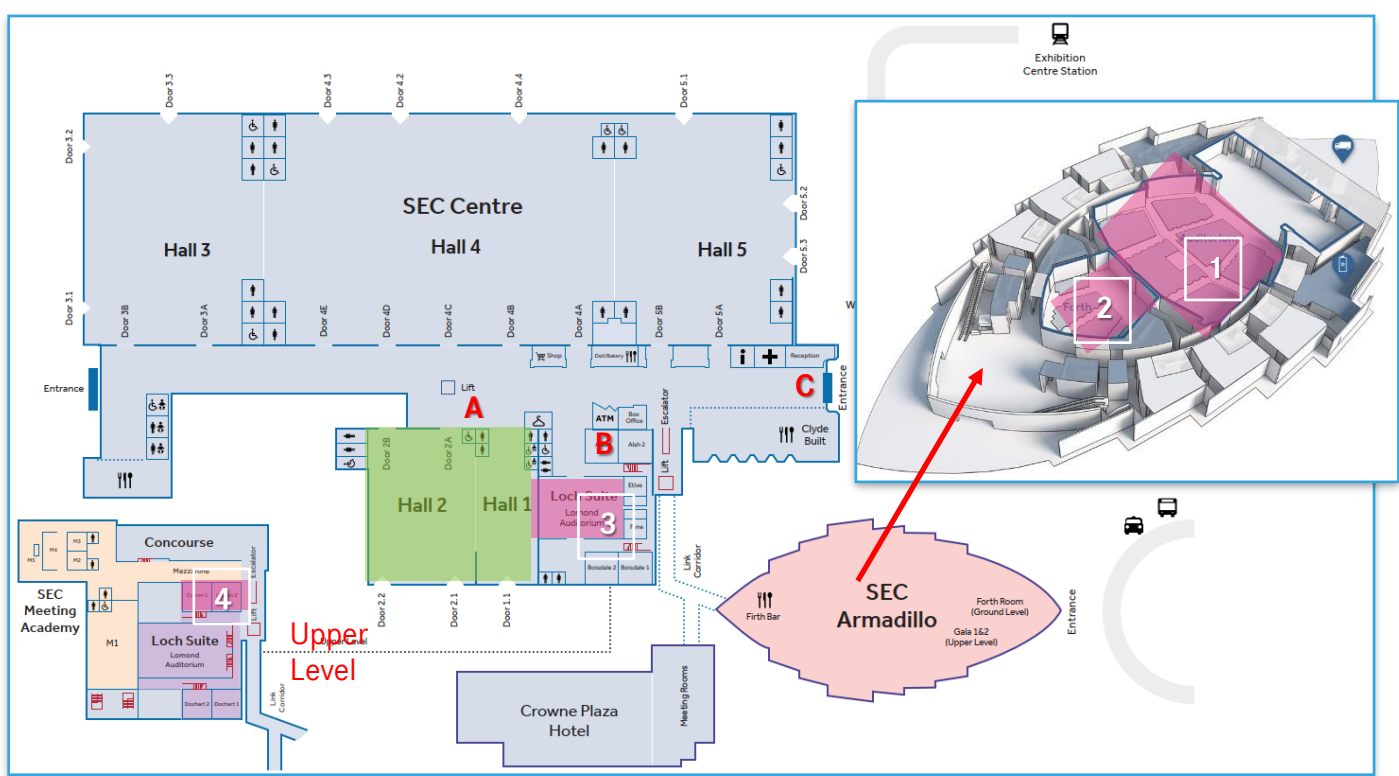 Exhibition
Centre Station
Door 3.3
Door 4.3
Door 4.2
Door 4.4
Door 5.1
Door 3.2
Door 5.2
Door 5.3
SEC Centre
Hall 3
Hall 4
Hall 5
Door 3.1
Door 3B
Door 3A
Door 4E
Door 4D
Door 4C
Door 4B
Door 4A
Door 5B
Door 5A
W
1
2
Forth
Shop
Deli/Bakery
i
Reception
Entrance
Lift
A
C
Entrance
ATM
Box
Office
Escalator
Clyde
Built
B
Alsh 2
Door 2B
Door 2A
Lift
Hall 2
Hall 1
Loch Suite
Lomond
Auditorium
3
Etive
Boisdale 2
Boisdale 1
Door 2.2
Door 2.1
Door 1.1
Link
Corridor
SEC
Armadillo
Firth Bar
Forth Room
(Ground Level)
Gala 1&2
(Upper Level)
Entrance
Concourse
Mezzanine
Escalator
M5
M4
M3
M2
4
SEC
Meeting
Academy
M1
Lift
Loch Suite
Lomond
Auditorium
Upper Level
Upper
Level
Dochart 2
Dochart 1
Link
Corridor
Crowne Plaza
Hotel
Meeting Rooms